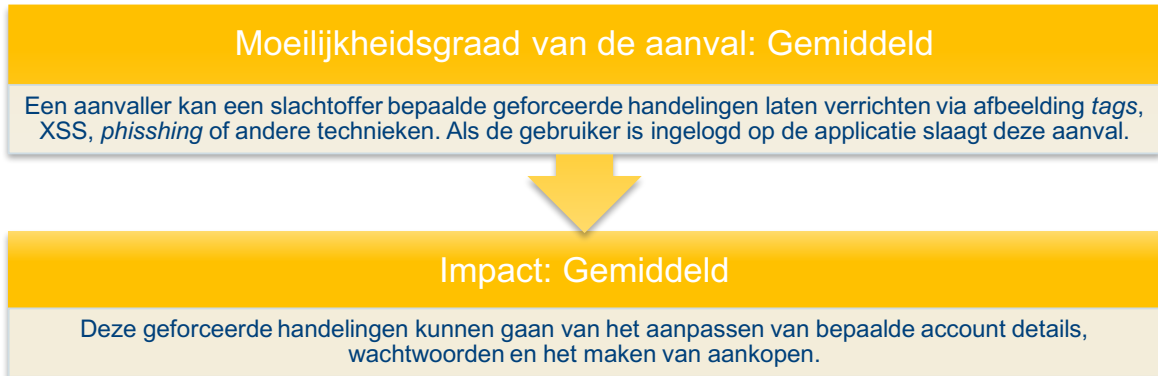 Moeilijkheidsgraad van de aanval: Gemiddeld
Een aanvaller kan een slachtoffer bepaalde geforceerde handelingen laten verrichten via afbeelding tags,
XSS, phisshing of andere technieken. Als de gebruiker is ingelogd op de applicatie slaagt deze aanval.
Impact: Gemiddeld
Deze geforceerde handelingen kunnen gaan van het aanpassen van bepaalde account details,
wachtwoorden en het maken van aankopen.